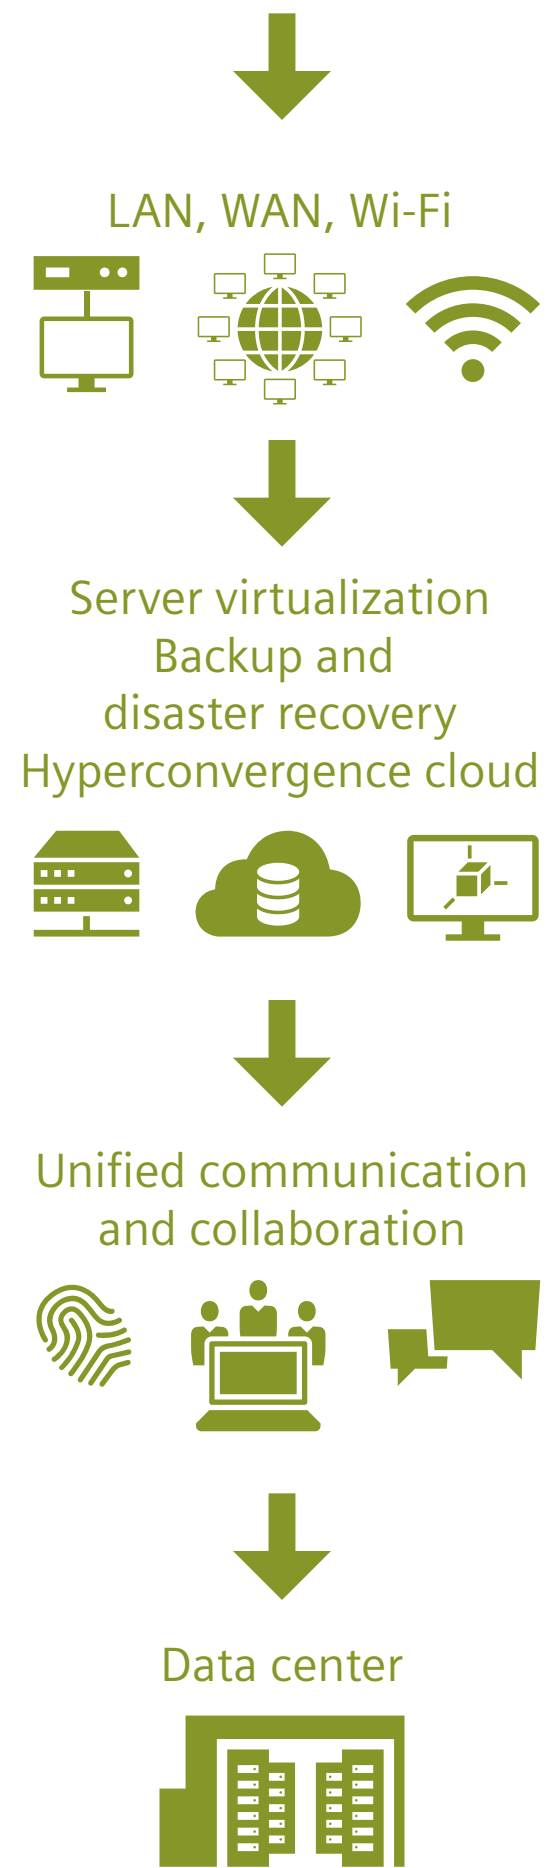 LAN, WAN, Wi-Fi
Server virtualization
Backup and
disaster recovery
Hyperconvergence cloud
Unified communication
and collaboration
Data center